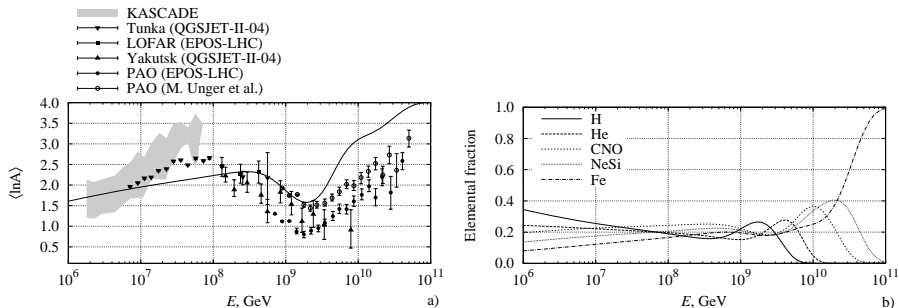 KASCADE
Tunka (QGSJET-II-04)
LOFAR (EPOS-LHC)
Yakutsk (QGSJET-II-04)
PAO (EPOS-LHC)
PAO (M. Unger et al.)
⟨lnA⟩
4.0
3.5
3.0
2.5
2.0
1.5
1.0
0.5
10^6 10^7 10^8 10^9 10^10 10^11
E, GeV
a)
Elemental fraction
1.0
0.8
0.6
0.4
0.2
0.0
H
He
CNO
NeSi
Fe
10^6 10^7 10^8 10^9 10^10 10^11
E, GeV
b)